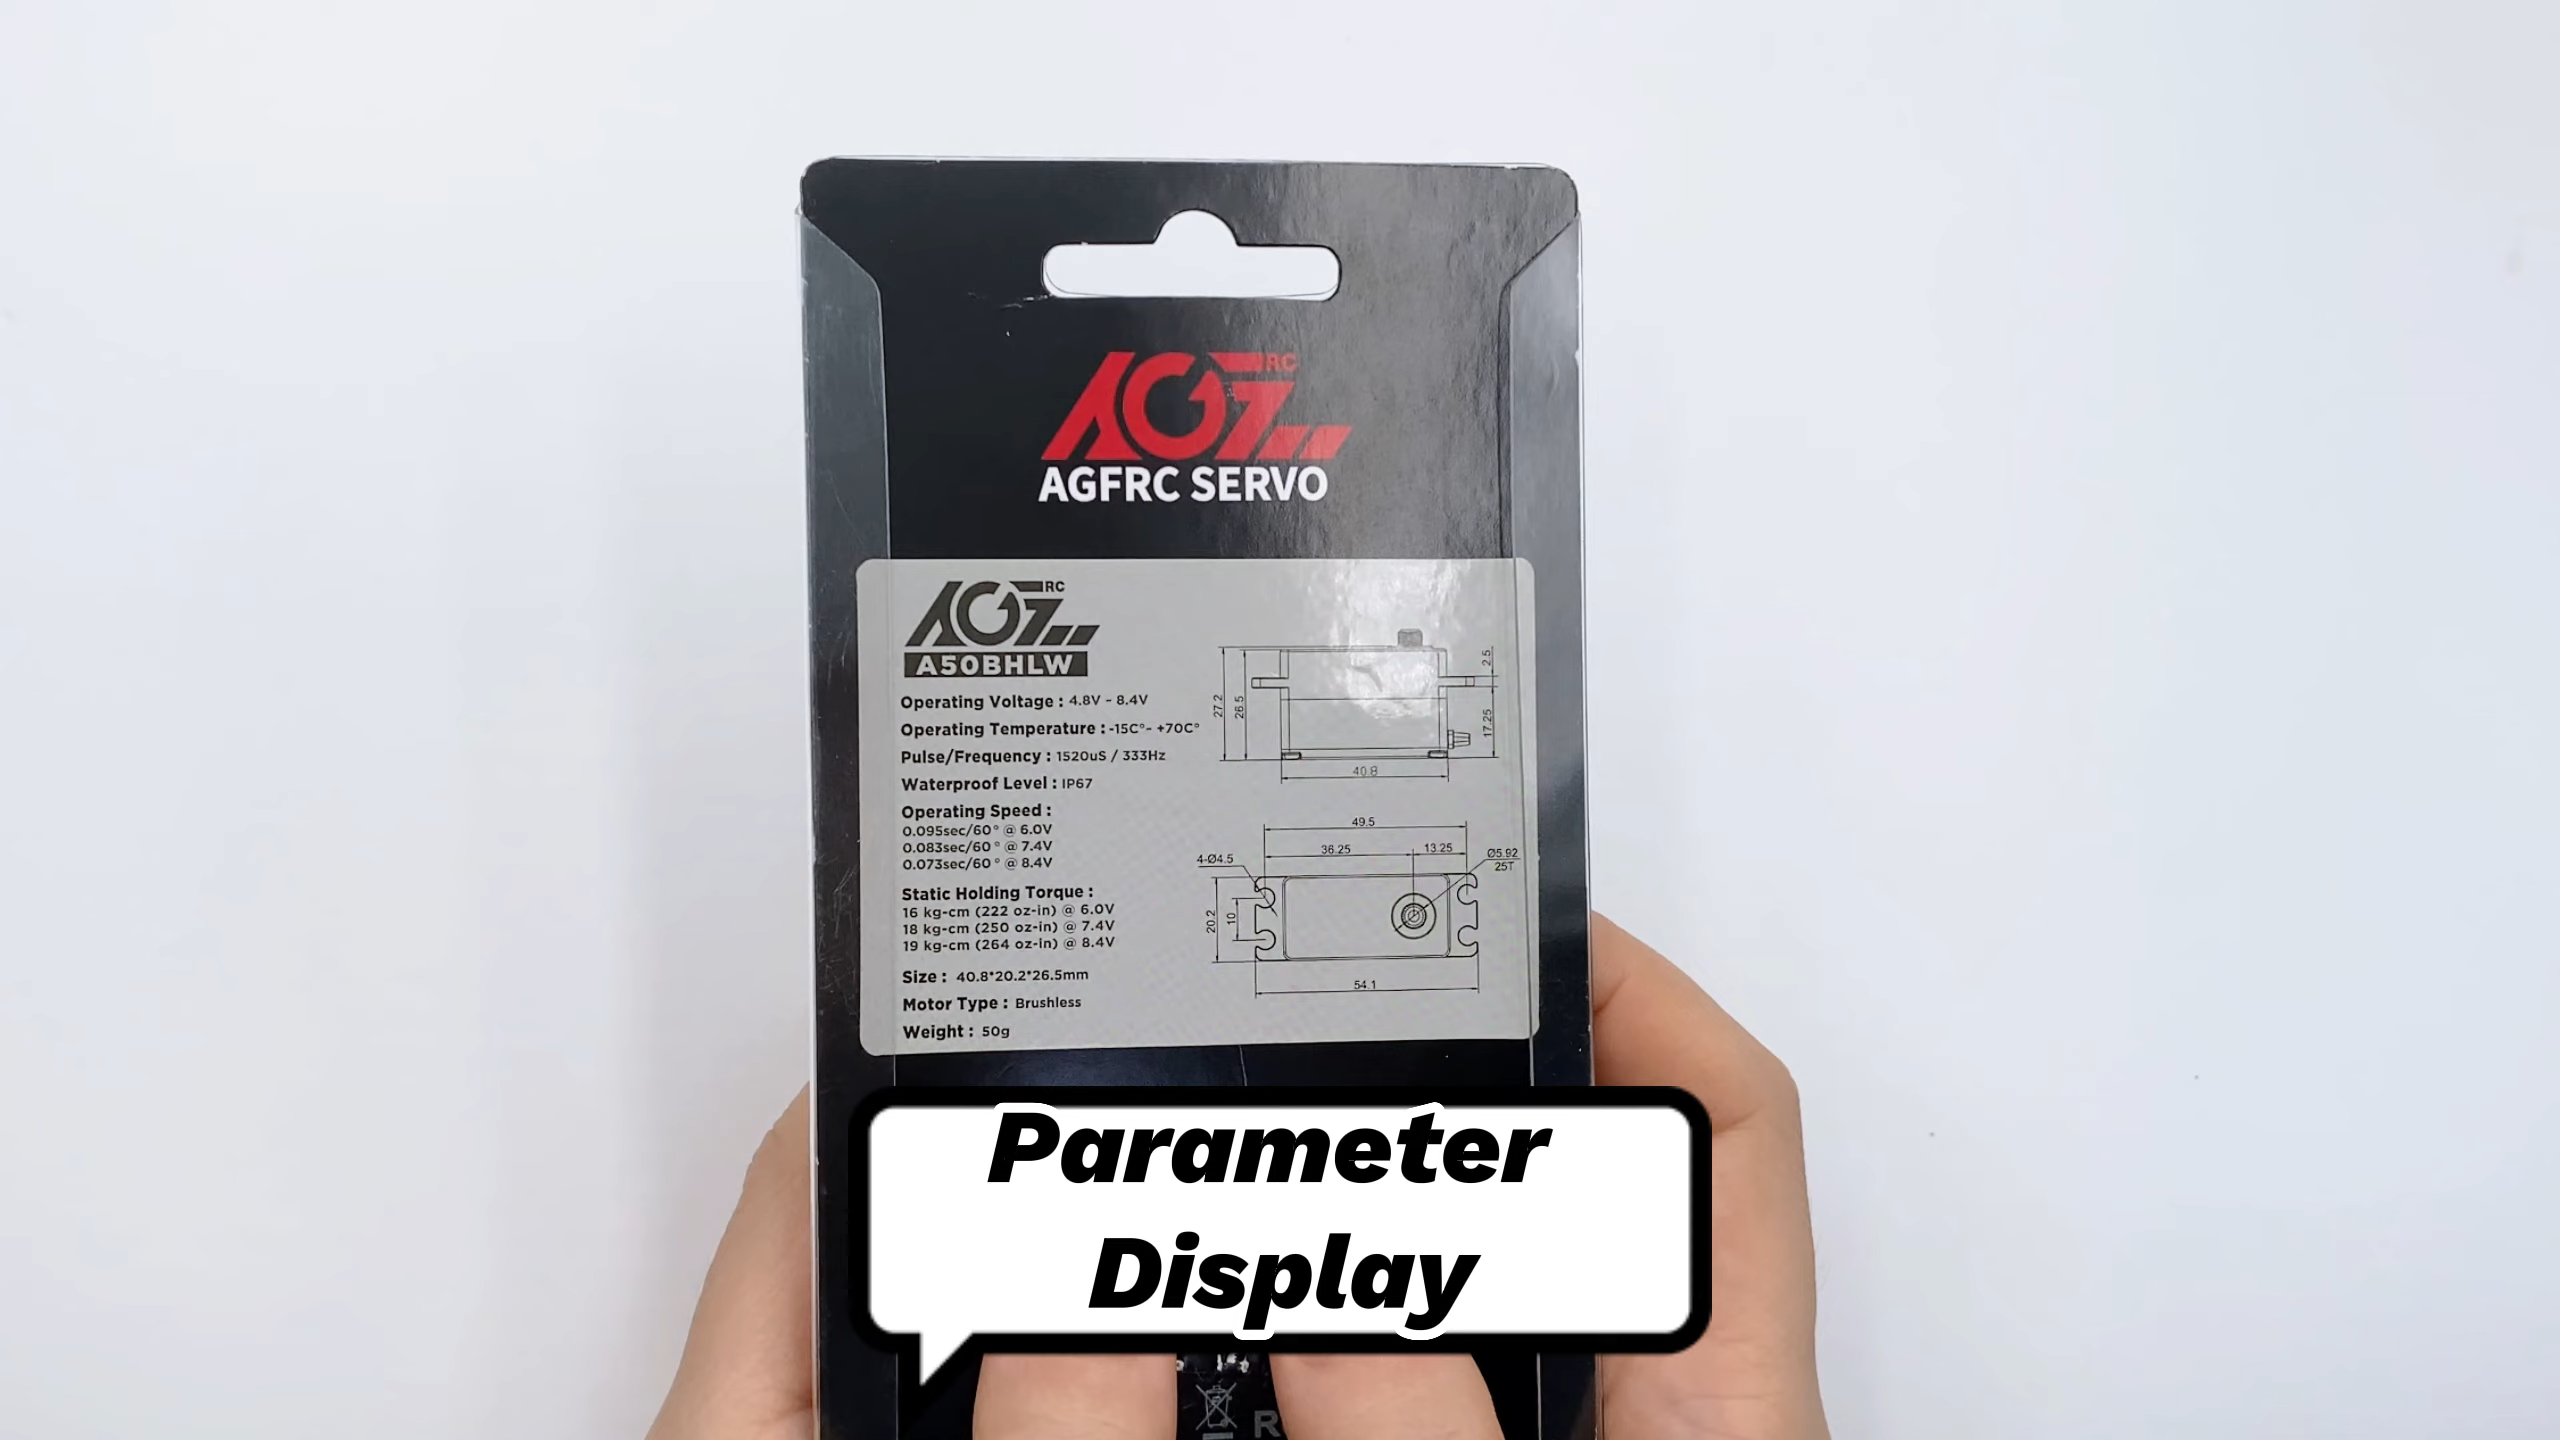 RC
AGFRC SERVO
RC
A50BHLW
Operating Voltage : 4.8V - 8.4V
Operating Temperature : -15C°- +70C°
Pulse/Frequency : 1520uS / 333Hz
Waterproof Level : IP67
Operating Speed :
0.095sec/60° @ 6.0V
0.083sec/60° @ 7.4V
0.073sec/60° @ 8.4V
Static Holding Torque :
16 kg-cm (222 oz-in) @ 6.0V
18 kg-cm (250 oz-in) @ 7.4V
19 kg-cm (264 oz-in) @ 8.4V
Size : 40.8*20.2*26.5mm
Motor Type : Brushless
Weight : 50g
27.2
26.5
2.5
17.25
40.8
49.5
36.25
13.25
4-Ø4.5
Ø5.92
25T
20.2
10
54.1
Parameter
Display